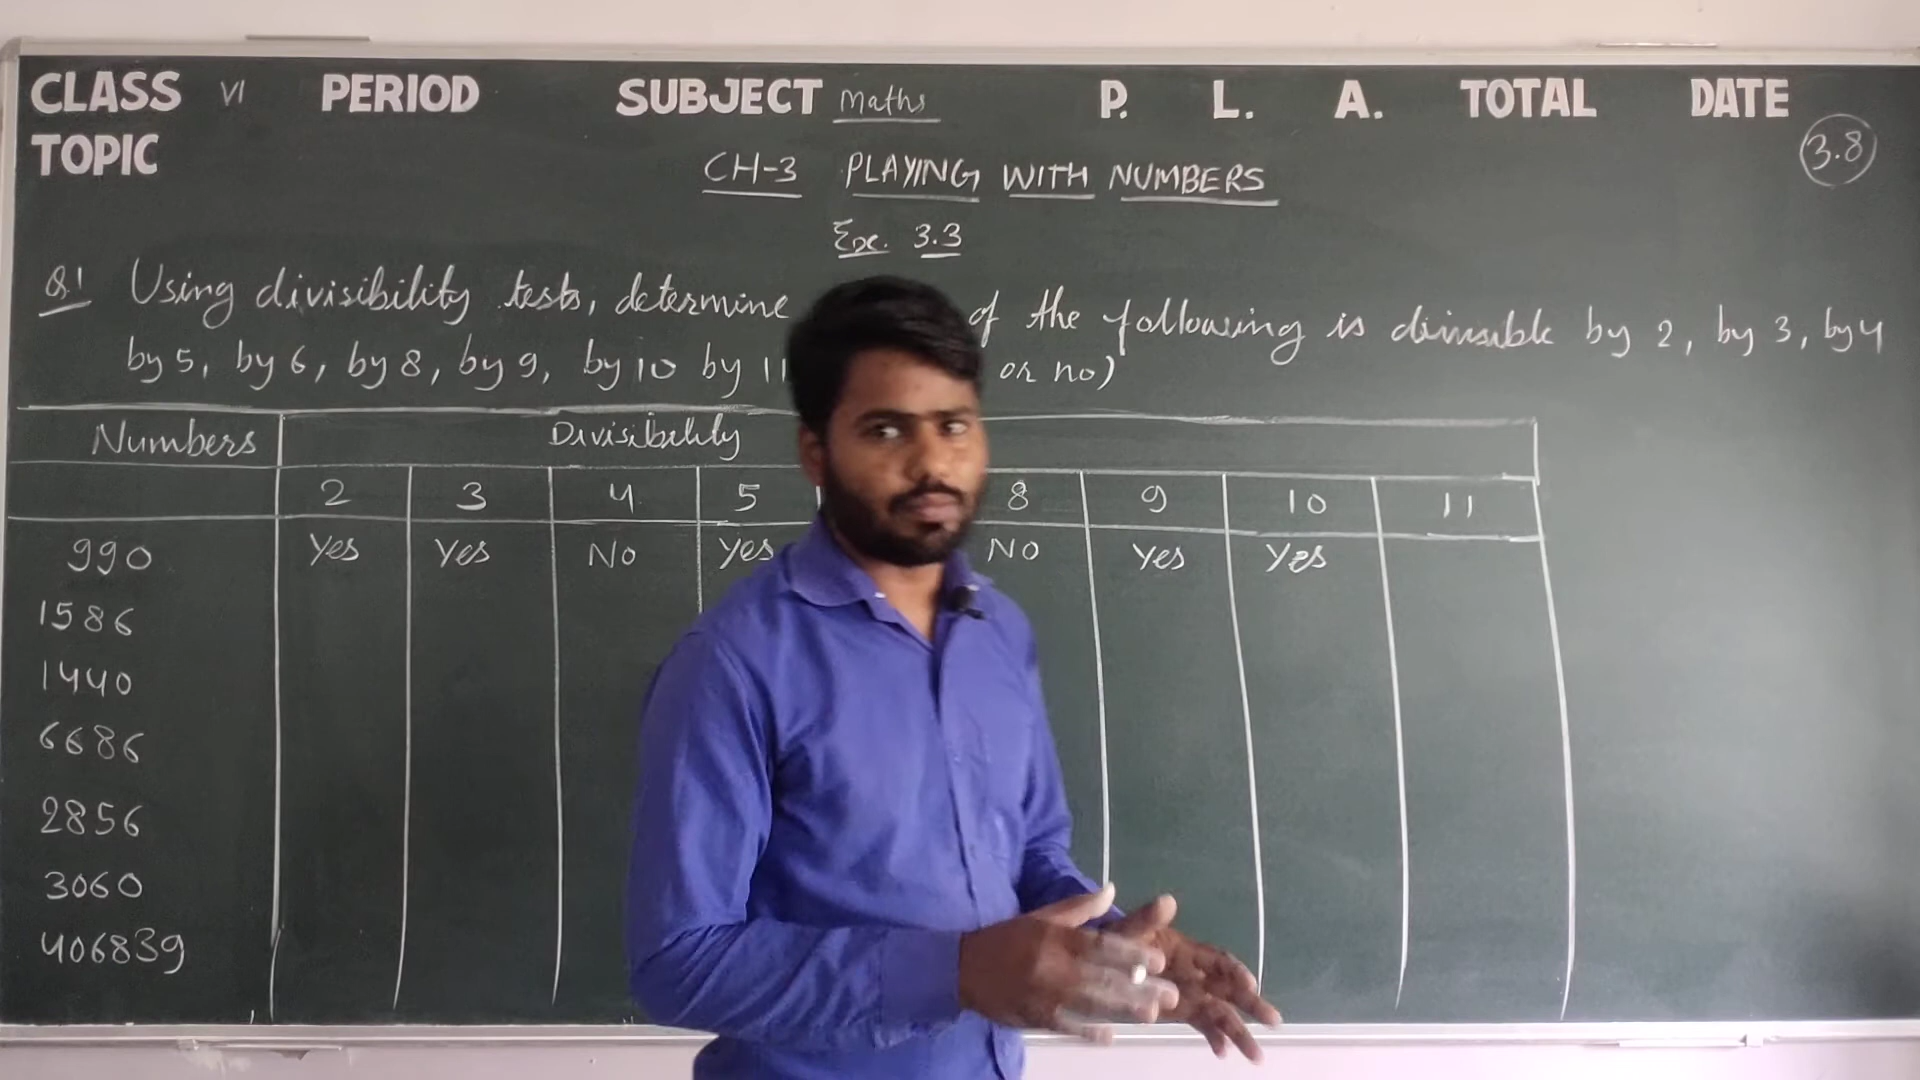 CLASS VI PERIOD SUBJECT Maths P. L. A. TOTAL DATE
TOPIC CH-3 PLAYING WITH NUMBERS 3.8
Ex. 3.3
Q.1 Using divisibility tests, determine of the following is divisible by 2, by 3, by 4
by 5, by 6, by 8, by 9, by 10 by 11 or no)
Numbers Divisibility
2 3 4 5 8 9 10 11
990 Yes Yes No Yes No Yes Yes
1586
1440
6686
2856
3060
406839